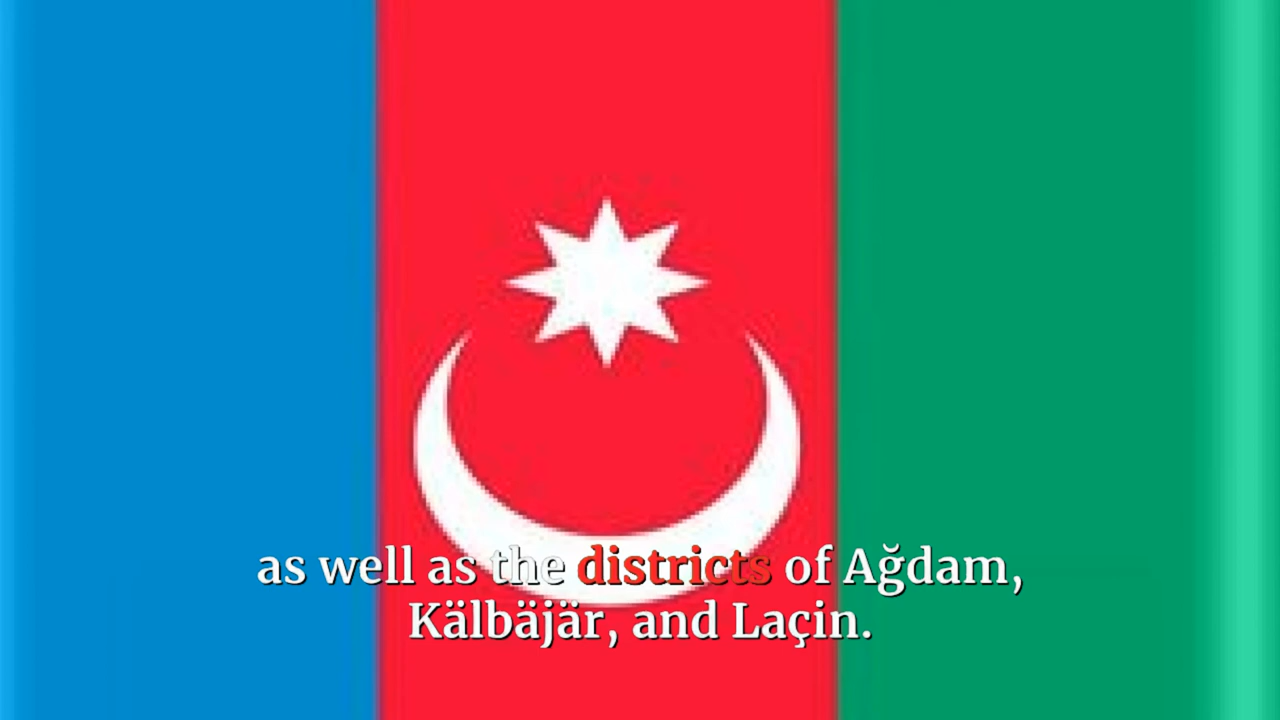 as well as the districts of Ağdam,
Kälbäjär, and Laçin.